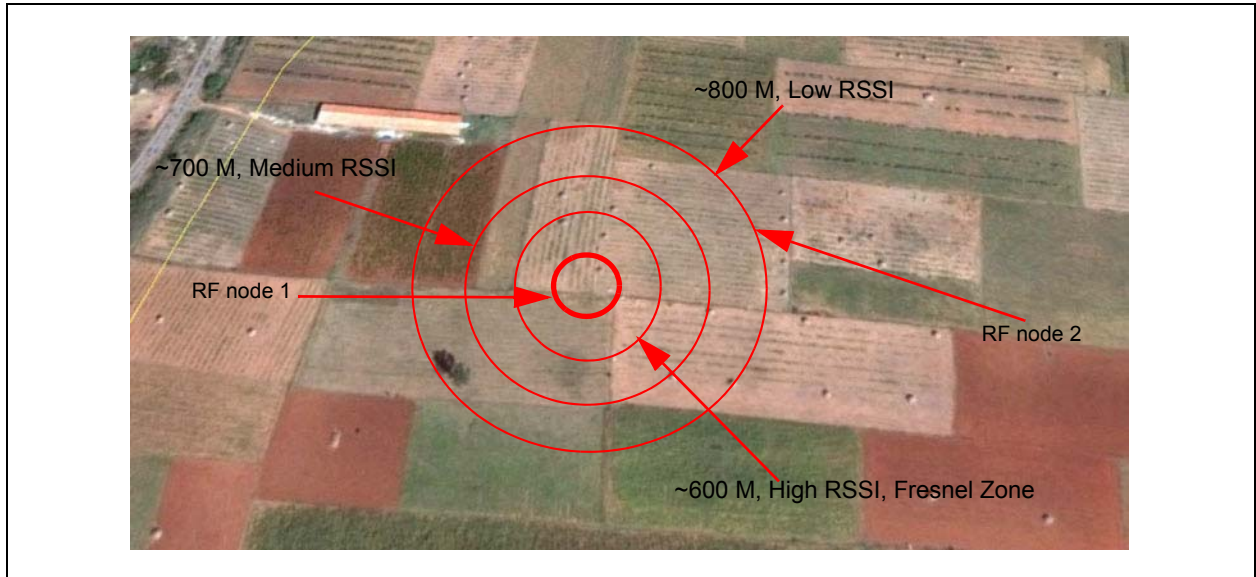 ~800 M, Low RSSI
~700 M, Medium RSSI
RF node 1
RF node 2
~600 M, High RSSI, Fresnel Zone